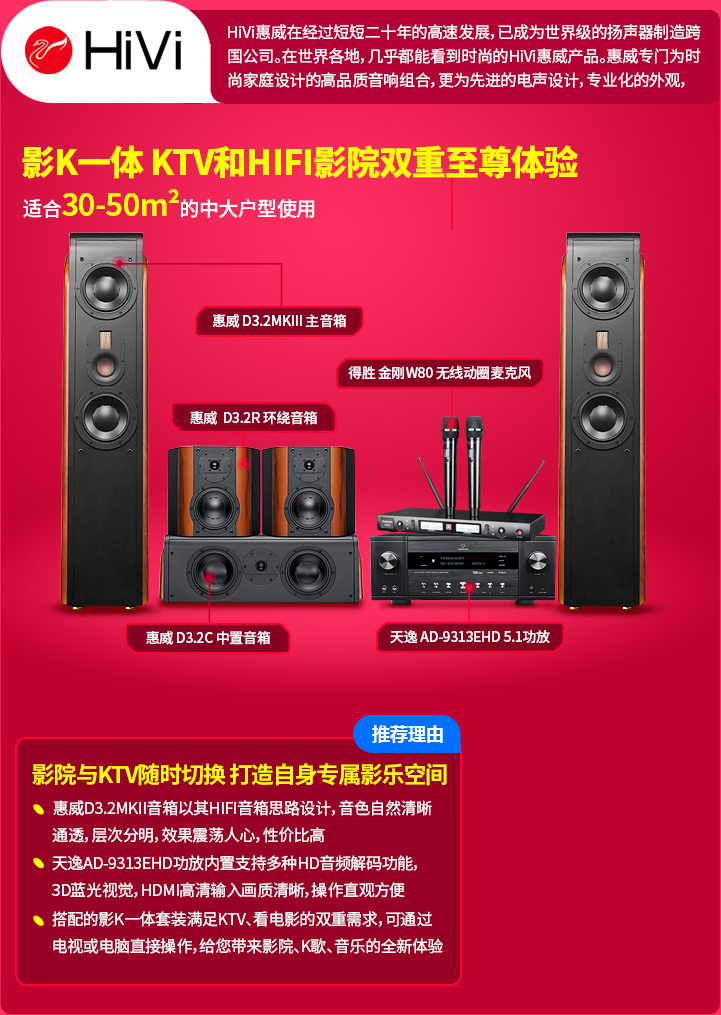 HiVi
HiVi惠威在经过短短二十年的高速发展,已成为世界级的扬声器制造跨
国公司。在世界各地,几乎都能看到时尚的HiVi惠威产品。惠威专门为时
尚家庭设计的高品质音响组合,更为先进的电声设计,专业化的外观,
影K一体 KTV和HIFI影院双重至尊体验
适合30-50m²的中大户型使用
惠威 D3.2MKIII 主音箱
得胜 金刚W80 无线动圈麦克风
惠威 D3.2R 环绕音箱
惠威 D3.2C 中置音箱
天逸 AD-9313EHD 5.1功放
推荐理由
影院与KTV随时切换 打造自身专属影乐空间
惠威D3.2MKII音箱以其HIFI音箱思路设计,音色自然清晰
通透,层次分明,效果震荡人心,性价比高
天逸AD-9313EHD功放内置支持多种HD音频解码功能,
3D蓝光视觉,HDMI高清输入画质清晰,操作直观方便
搭配的影K一体套装满足KTV、看电影的双重需求,可通过
电视或电脑直接操作,给您带来影院、K歌、音乐的全新体验